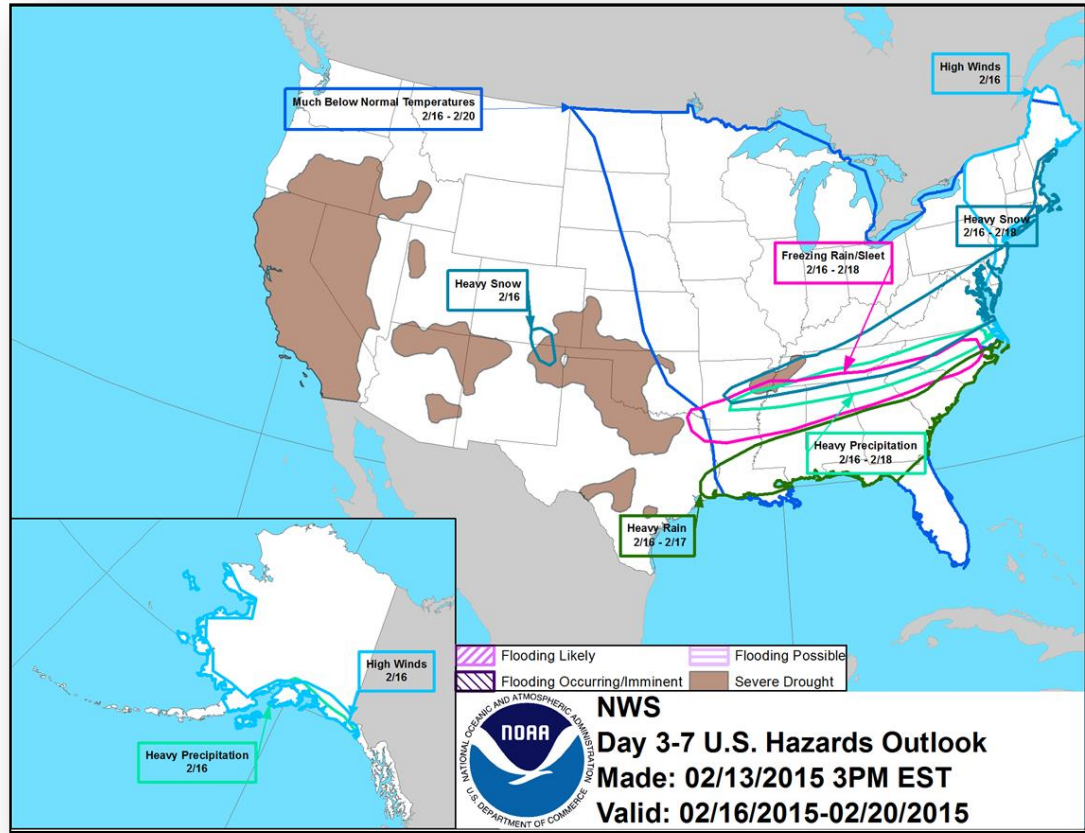 High Winds
2/16
Much Below Normal Temperatures
2/16 - 2/20
Heavy Snow
2/16 - 2/18
Freezing Rain/Sleet
2/16 - 2/18
Heavy Snow
2/16
Heavy Precipitation
2/16 - 2/18
Heavy Rain
2/16 - 2/17
High Winds
2/16
Heavy Precipitation
2/16
Flooding Likely
Flooding Possible
Flooding Occurring/Imminent
Severe Drought
NATIONAL OCEANIC AND ATMOSPHERIC ADMINISTRATION
NOAA
U.S. DEPARTMENT OF COMMERCE
NWS
Day 3-7 U.S. Hazards Outlook
Made: 02/13/2015 3PM EST
Valid: 02/16/2015-02/20/2015